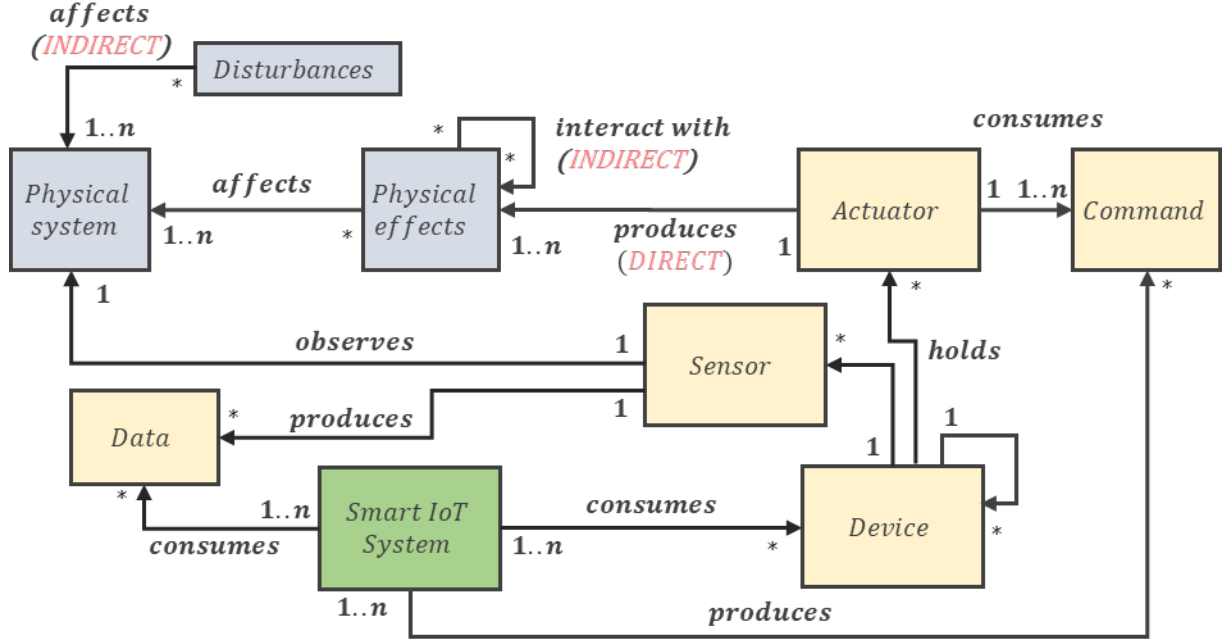 affects
(INDIRECT)
*
Disturbances
1..n
Physical
system
affects
1..n
*
Physical
effects
*
*
interact with
(INDIRECT)
1..n
produces
(DIRECT)
1
Actuator
consumes
1 1..n
Command
*
*
1
observes
1
Sensor
*
holds
1
produces
*
Data
*
1..n
consumes
Smart IoT
System
consumes
1..n
*
1
1
Device
*
1..n
produces